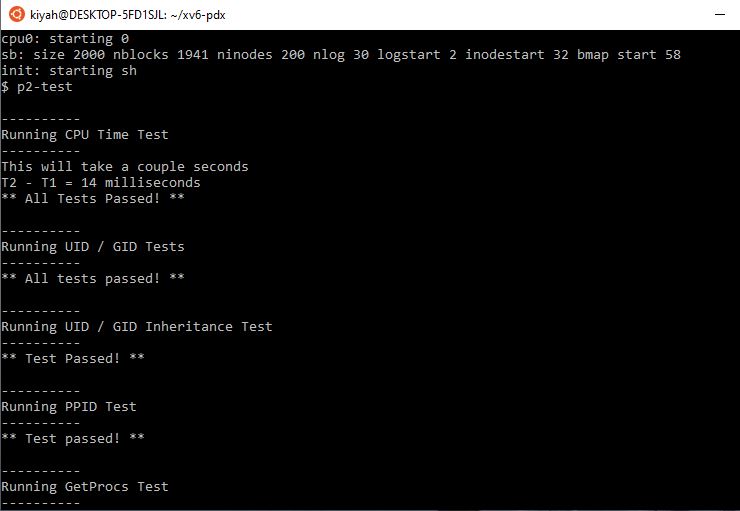 kiyah@DESKTOP-5FD1SJL: ~/xv6-pdx
cpu0: starting 0
sb: size 2000 nblocks 1941 ninodes 200 nlog 30 logstart 2 inodestart 32 bmap start 58
init: starting sh
$ p2-test
----------
Running CPU Time Test
----------
This will take a couple seconds
T2 - T1 = 14 milliseconds
** All Tests Passed! **
----------
Running UID / GID Tests
----------
** All tests passed! **
----------
Running UID / GID Inheritance Test
----------
** Test Passed! **
----------
Running PPID Test
----------
** Test passed! **
----------
Running GetProcs Test
----------